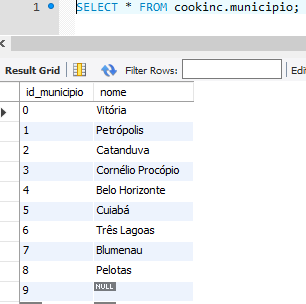 1 SELECT * FROM cookinc.municipio;
Result Grid Filter Rows: Edi
id_municipio nome
0 Vitória
1 Petrópolis
2 Catanduva
3 Cornélio Procópio
4 Belo Horizonte
5 Cuiabá
6 Três Lagoas
7 Blumenau
8 Pelotas
9 NULL